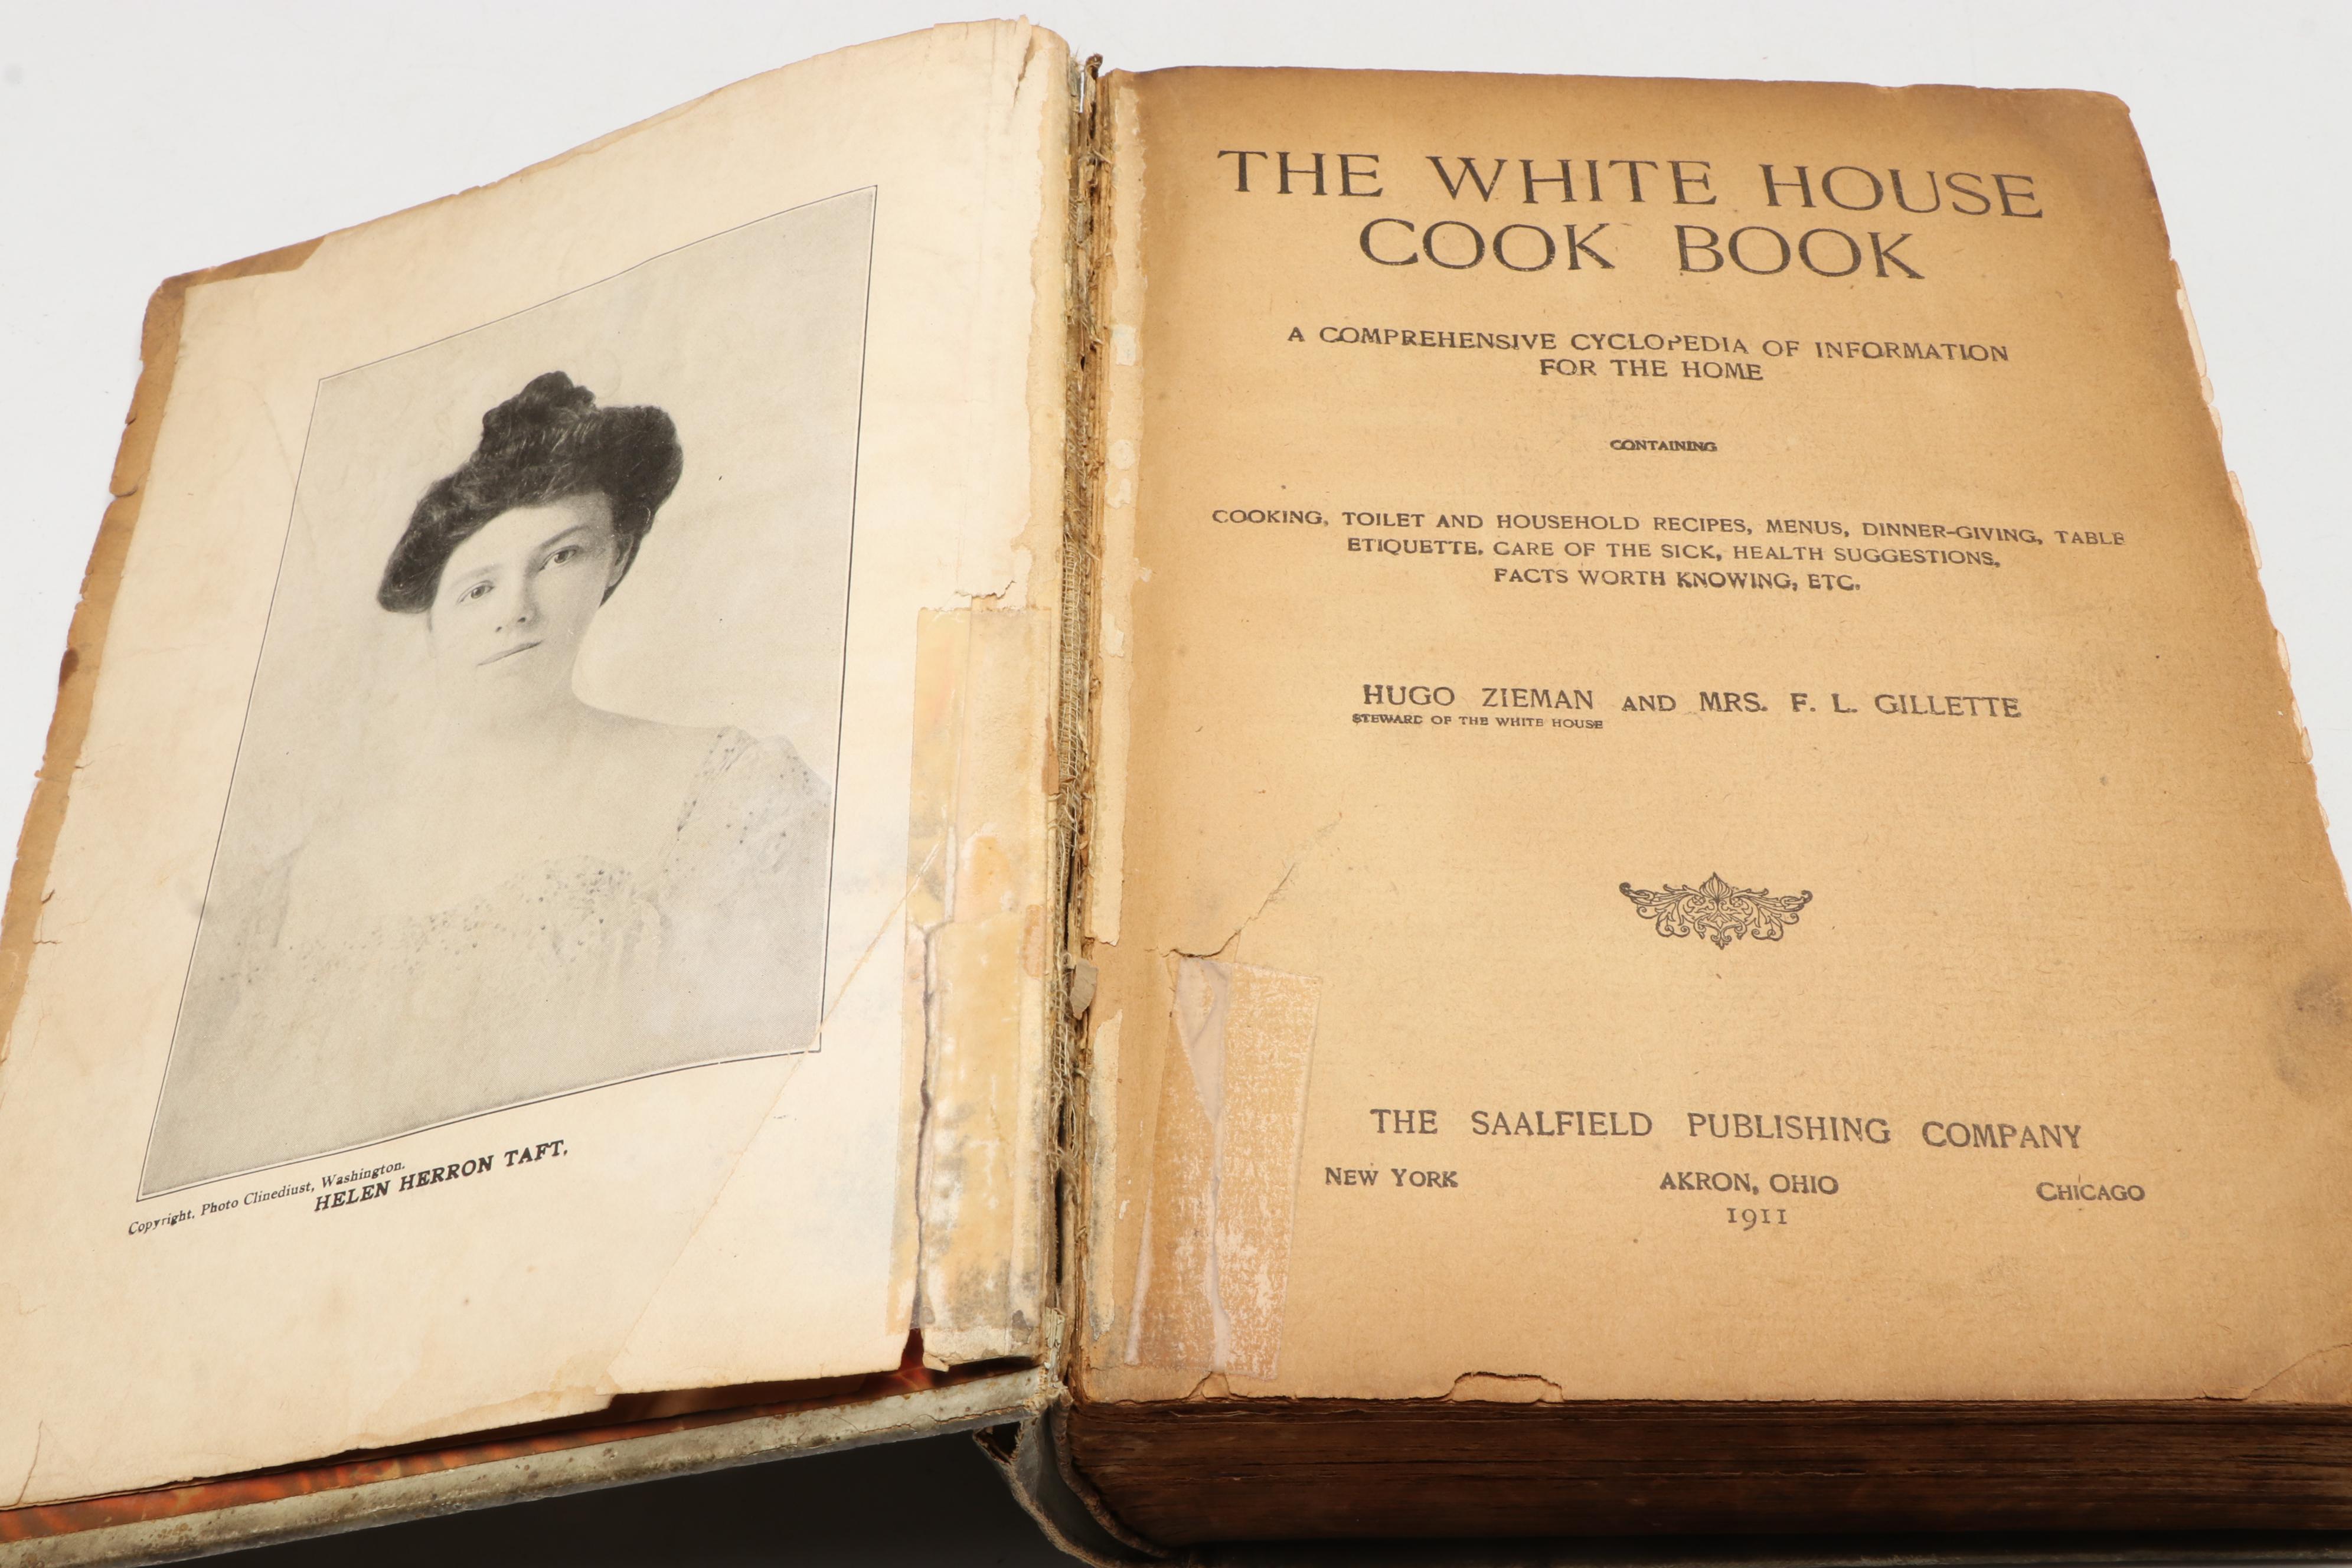 Copyright, Photo Clinediust, Washington.
HELEN HERRON TAFT.
THE WHITE HOUSE
COOK BOOK
A COMPREHENSIVE CYCLOPEDIA OF INFORMATION
FOR THE HOME
CONTAINING
COOKING, TOILET AND HOUSEHOLD RECIPES, MENUS, DINNER-GIVING, TABLE
ETIQUETTE, CARE OF THE SICK, HEALTH SUGGESTIONS,
FACTS WORTH KNOWING, ETC.
HUGO ZIEMAN AND MRS. F. L. GILLETTE
STEWARD OF THE WHITE HOUSE
THE SAALFIELD PUBLISHING COMPANY
NEW YORK AKRON, OHIO CHICAGO
1911